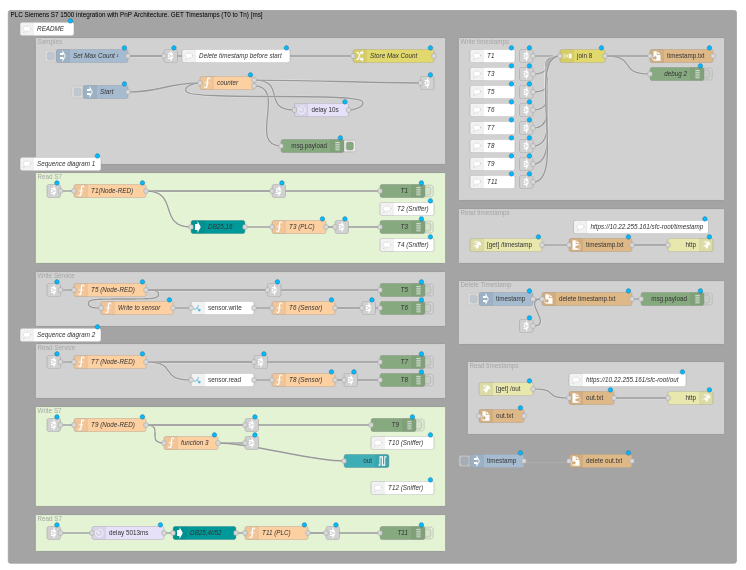 PLC Siemens S7 1500 integration with PnP Architecture. GET Timestamps (T0 to Tn) [ms]
README
Samples
Set Max Count
Delete timestamp before start
Store Max Count
Start
counter
delay 10s
msg.payload
Sequence diagram 1
Read S7
T1(Node-RED)
T1
T2 (Sniffer)
DB25,16
T3 (PLC)
T3
T4 (Sniffer)
Write Service
T5 (Node-RED)
T5
Write to sensor
sensor.write
T6 (Sensor)
T6
Sequence diagram 2
Read Service
T7 (Node-RED)
T7
sensor.read
T8 (Sensor)
T8
Write S7
T9 (Node-RED)
T9
function 3
T10 (Sniffer)
out
T12 (Sniffer)
Read S7
delay 5013ms
T11 (PLC)
T11
Write timestamps
T1
T3
T5
T6
T7
T8
T9
T11
join 8
timestamp.txt
debug 2
Read timestamps
https://10.22.255.161/sfc-root/timestamp
[get] /timestamp
timestamp.txt
http
Delete Timestamp
timestamp
delete timestamp.txt
msg.payload
Read timestamps
https://10.22.255.161/sfc-root/out
[get] /out
out.txt
http
out.txt
timestamp
delete out.txt